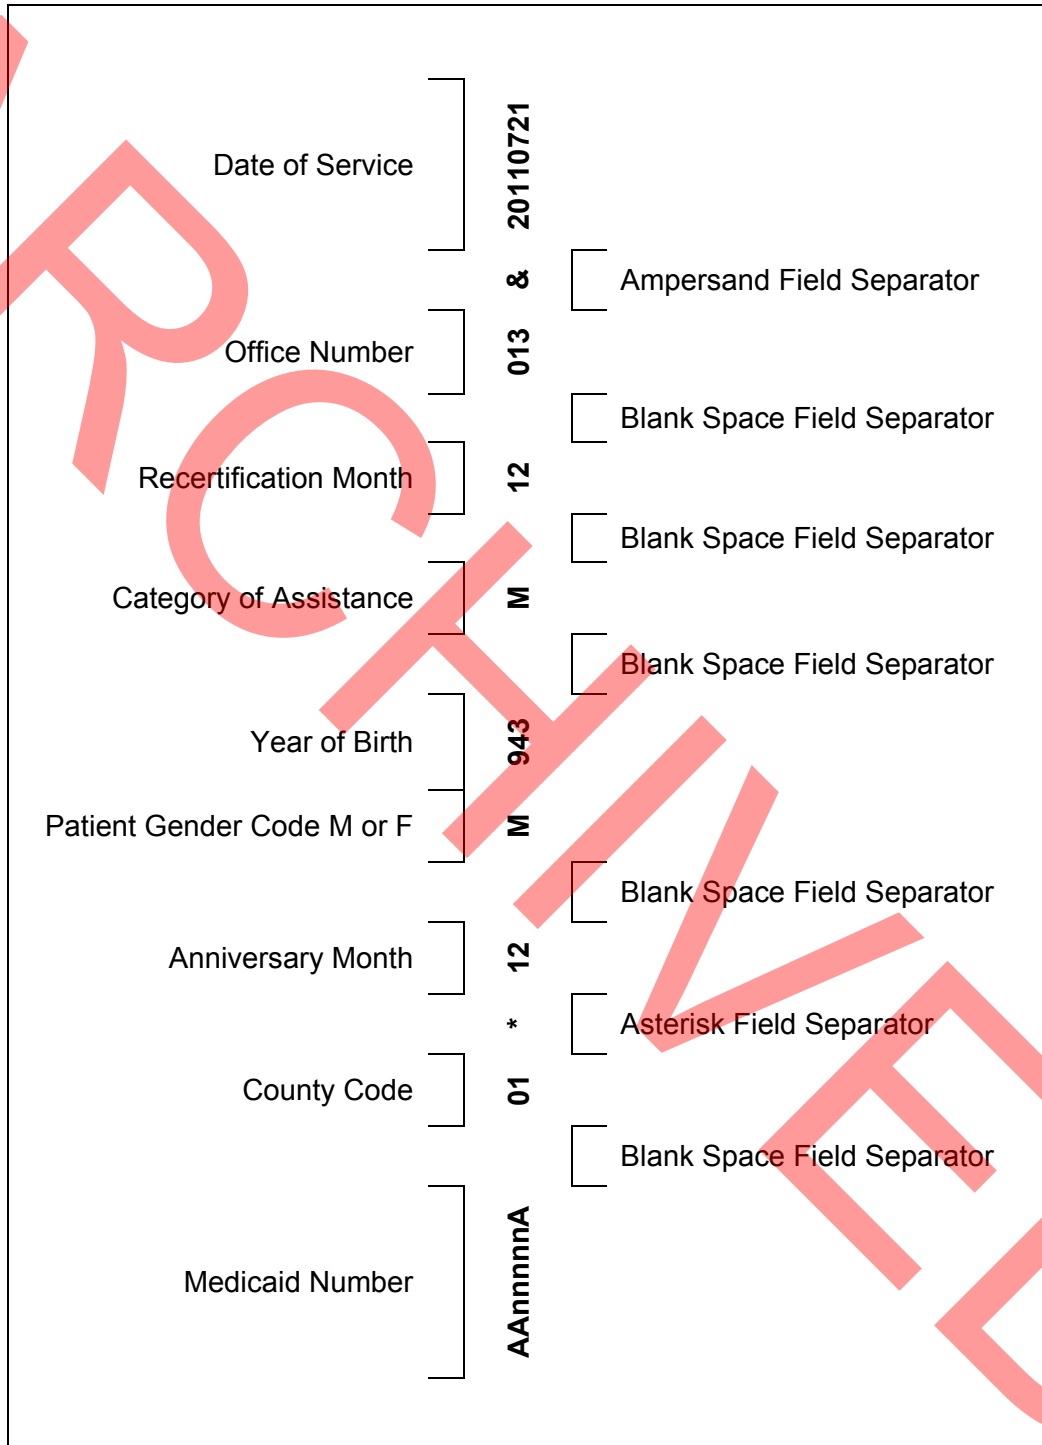 Date of Service
20110721
& Ampersand Field Separator
Office Number
013
Blank Space Field Separator
Recertification Month
12
Blank Space Field Separator
Category of Assistance
M
Blank Space Field Separator
Year of Birth
943
Patient Gender Code M or F
M
Blank Space Field Separator
Anniversary Month
12
* Asterisk Field Separator
County Code
01
Blank Space Field Separator
Medicaid Number
AAnnnnnA
RCHIVED